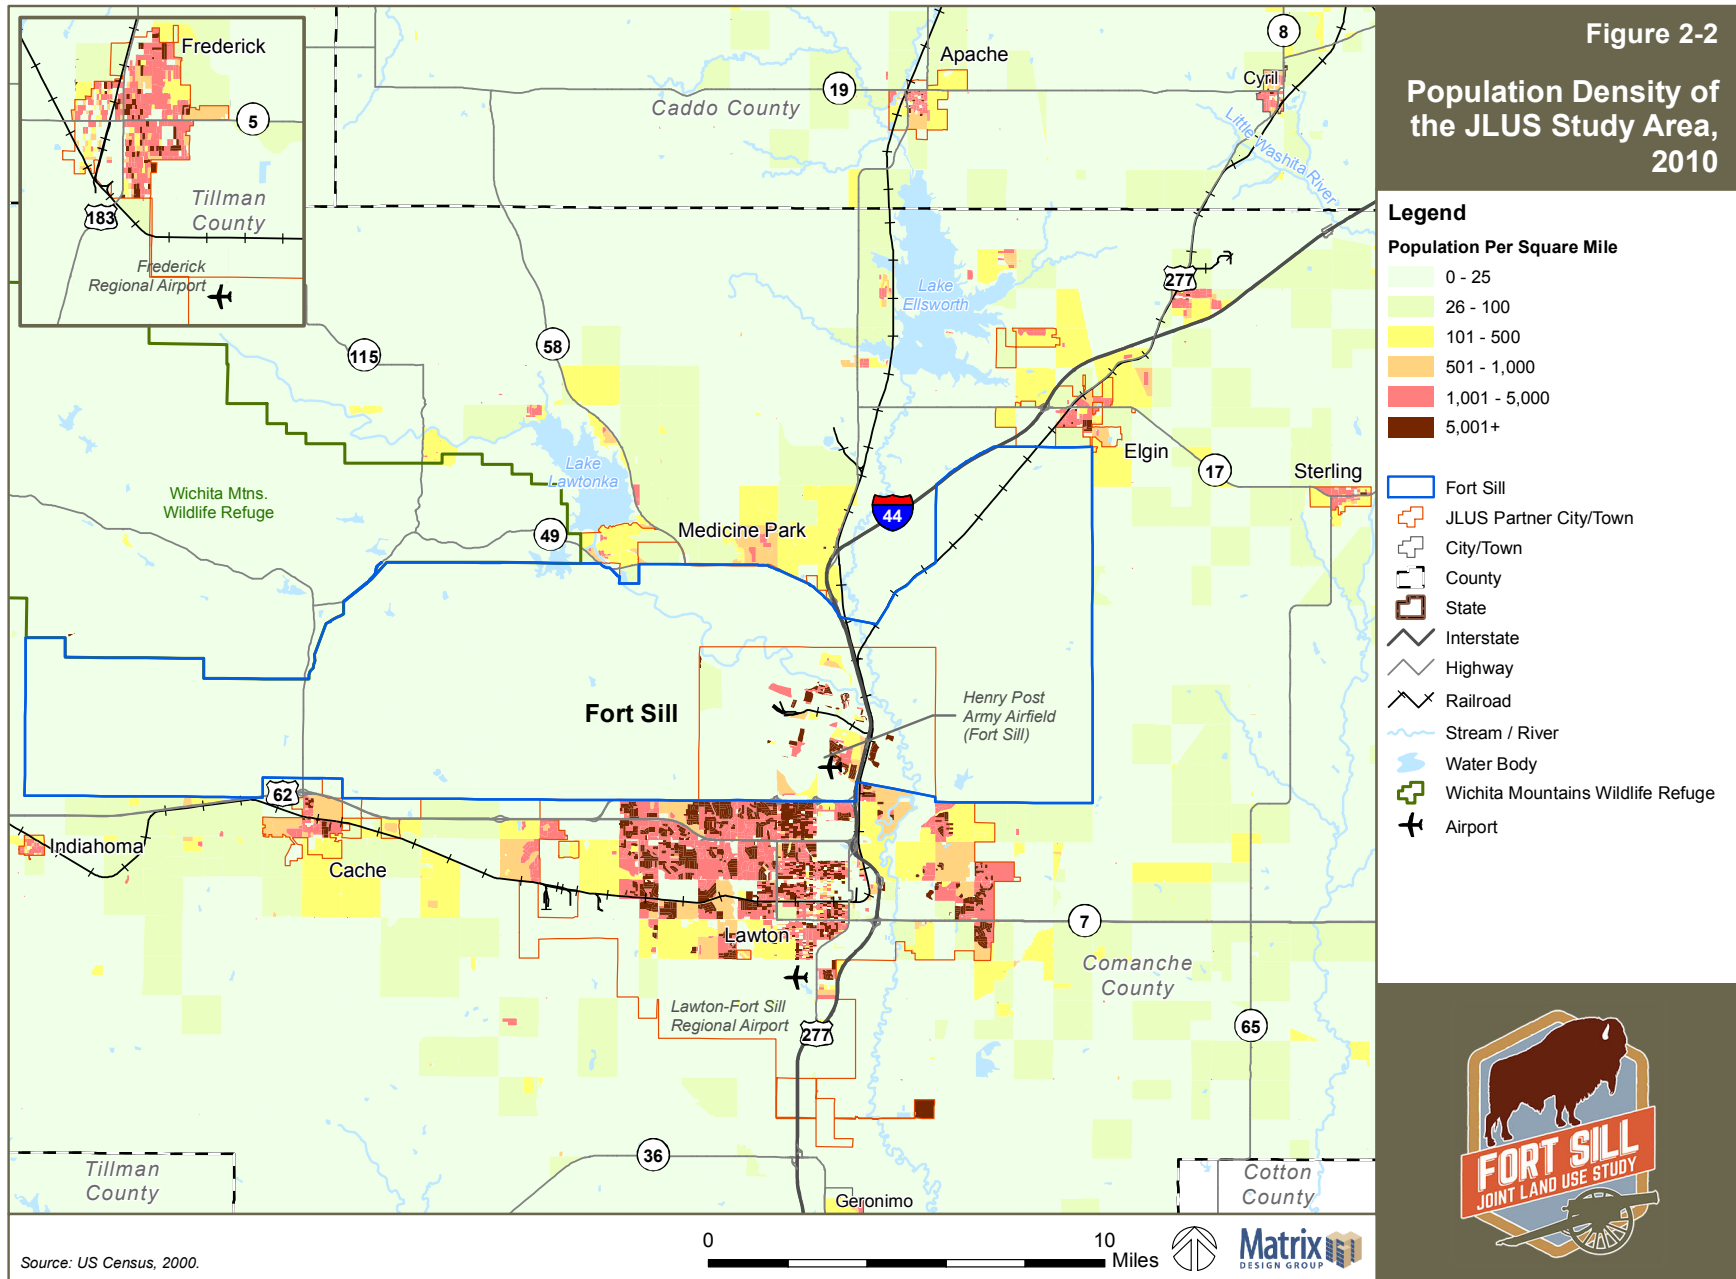 Figure 2-2
Population Density of
the JLUS Study Area,
2010
Legend
Population Per Square Mile
0 - 25
26 - 100
101 - 500
501 - 1,000
1,001 - 5,000
5,001+
Fort Sill
JLUS Partner City/Town
City/Town
County
State
Interstate
Highway
Railroad
Stream / River
Water Body
Wichita Mountains Wildlife Refuge
Airport
FORT SILL
JOINT LAND USE STUDY
Frederick
5
Tillman
County
183
Frederick
Regional Airport
Apache
8
Cyril
19
Caddo County
Little Washita River
277
Lake
Ellsworth
58
115
Elgin
17
Sterling
Lake
Lawtonka
Wichita Mtns.
Wildlife Refuge
49
Medicine Park
44
Fort Sill
Henry Post
Army Airfield
(Fort Sill)
62
Indiahoma
Cache
Lawton
7
Comanche
County
Lawton-Fort Sill
Regional Airport
277
65
36
Tillman
County
Geronimo
Cotton
County
Source: US Census, 2000.
0
10
Miles
Matrix
DESIGN GROUP